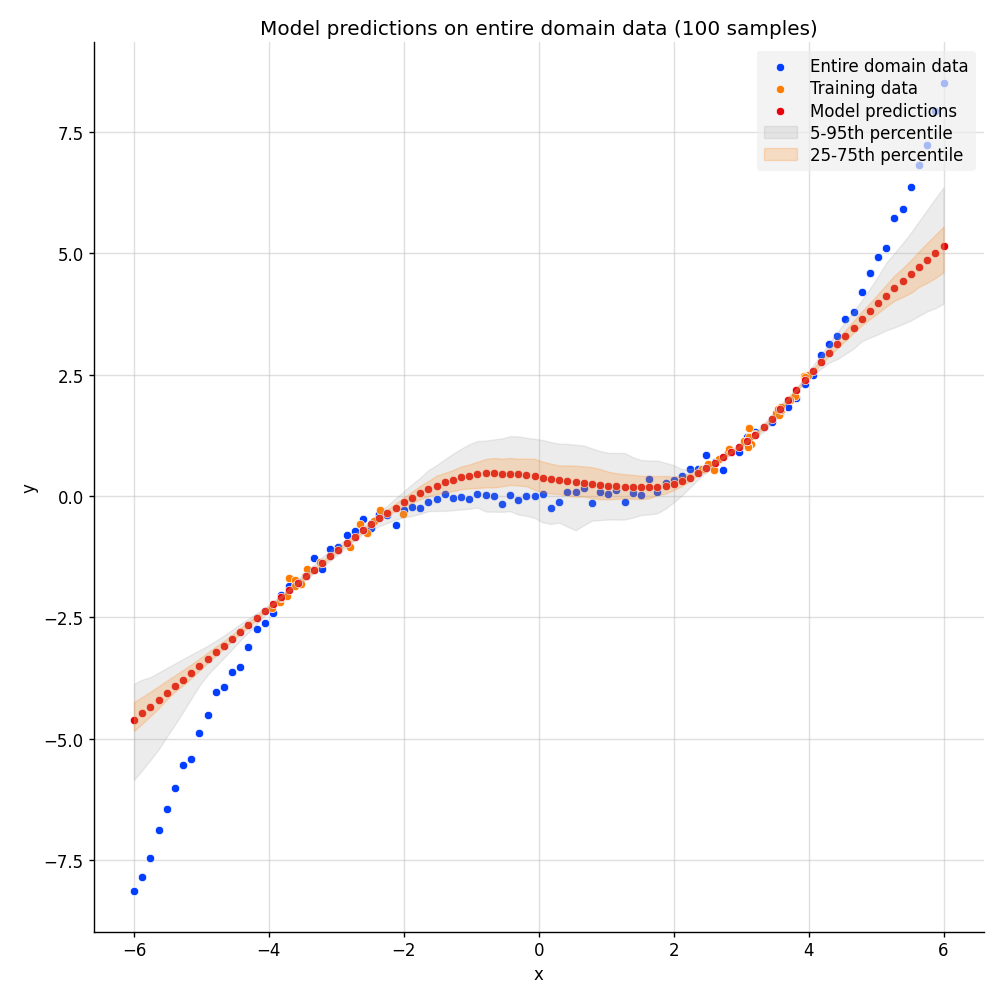 Model predictions on entire domain data (100 samples)
Entire domain data
Training data
Model predictions
5-95th percentile
25-75th percentile
7.5
5.0
2.5
0.0
−2.5
−5.0
−7.5
y
−6 −4 −2 0 2 4 6
x